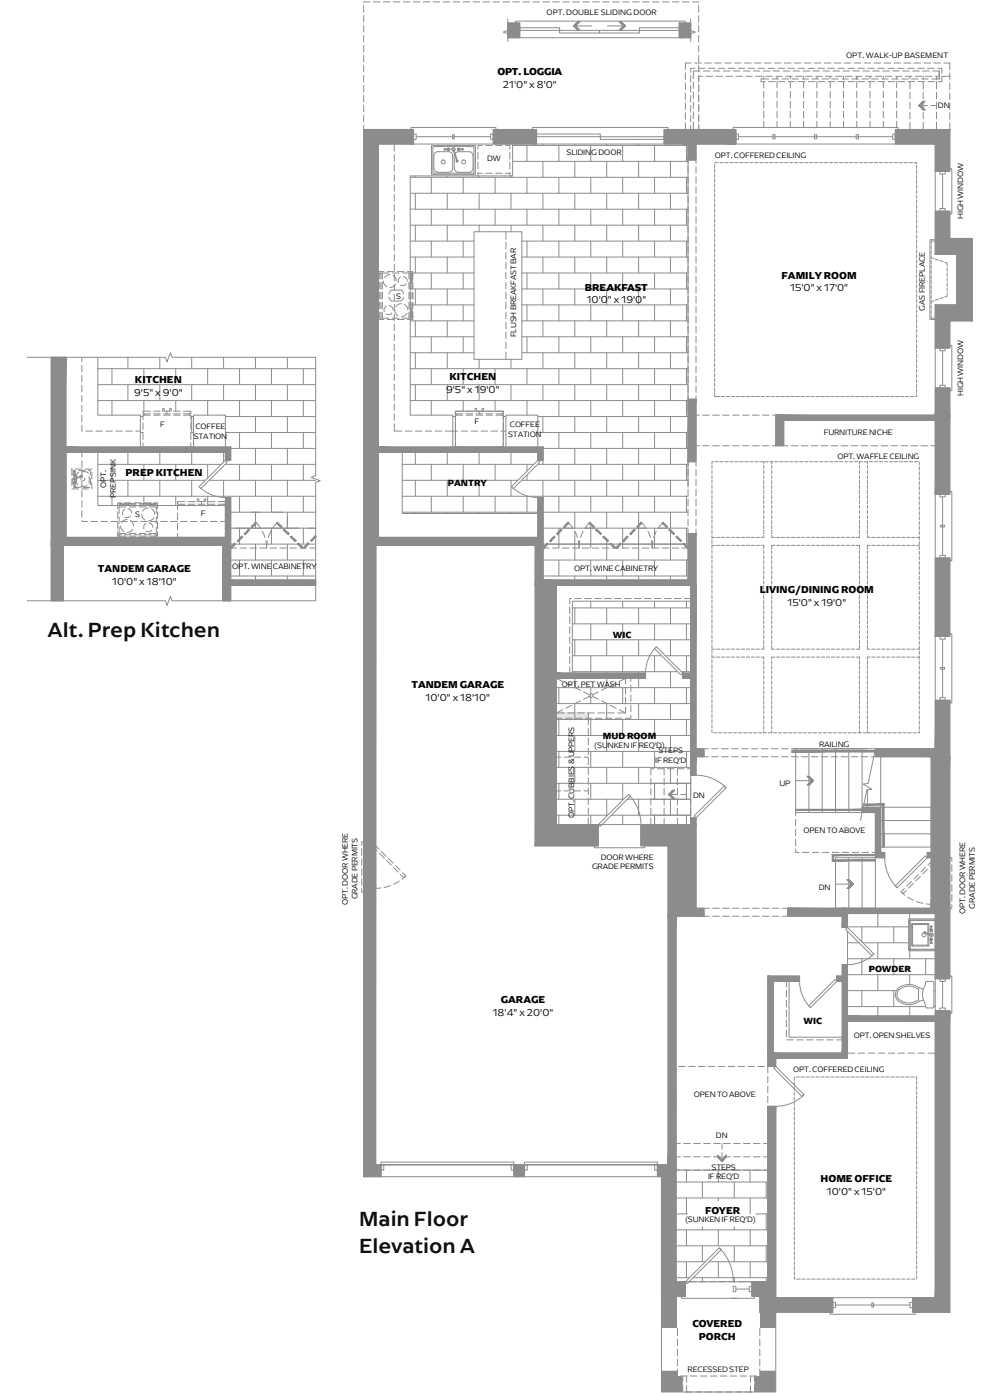 OPT. DOUBLE SLIDING DOOR
OPT. LOGGIA
21'0" x 8'0"
OPT. WALK-UP BASEMENT
DN
SLIDING DOOR
DW
OPT. COFFERED CEILING
HIGH WINDOW
FAMILY ROOM
15'0" x 17'0"
GAS FIREPLACE
BREAKFAST
10'0" x 19'0"
FLUSH BREAKFAST BAR
S
HIGH WINDOW
KITCHEN
9'5" x 19'0"
F
COFFEE
STATION
FURNITURE NICHE
OPT. WAFFLE CEILING
PANTRY
OPT. WINE CABINETRY
LIVING/DINING ROOM
15'0" x 19'0"
KITCHEN
9'5" x 9'0"
F
COFFEE
STATION
OPT.
PREP SINK
PREP KITCHEN
S
F
OPT. WINE CABINETRY
TANDEM GARAGE
10'0" x 18'10"
Alt. Prep Kitchen
WIC
TANDEM GARAGE
10'0" x 18'10"
OPT. PET WASH
MUD ROOM
(SUNKEN IF REQ'D)
STEPS
IF REQ'D
OPT. CUBBIES & UPPERS
DN
RAILING
UP
OPEN TO ABOVE
DN
OPT. DOOR WHERE
GRADE PERMITS
DOOR WHERE
GRADE PERMITS
OPT. DOOR WHERE
GRADE PERMITS
POWDER
GARAGE
18'4" x 20'0"
WIC
OPT. OPEN SHELVES
OPT. COFFERED CEILING
OPEN TO ABOVE
DN
STEPS
IF REQ'D
HOME OFFICE
10'0" x 15'0"
FOYER
(SUNKEN IF REQ'D)
Main Floor
Elevation A
COVERED
PORCH
RECESSED STEP